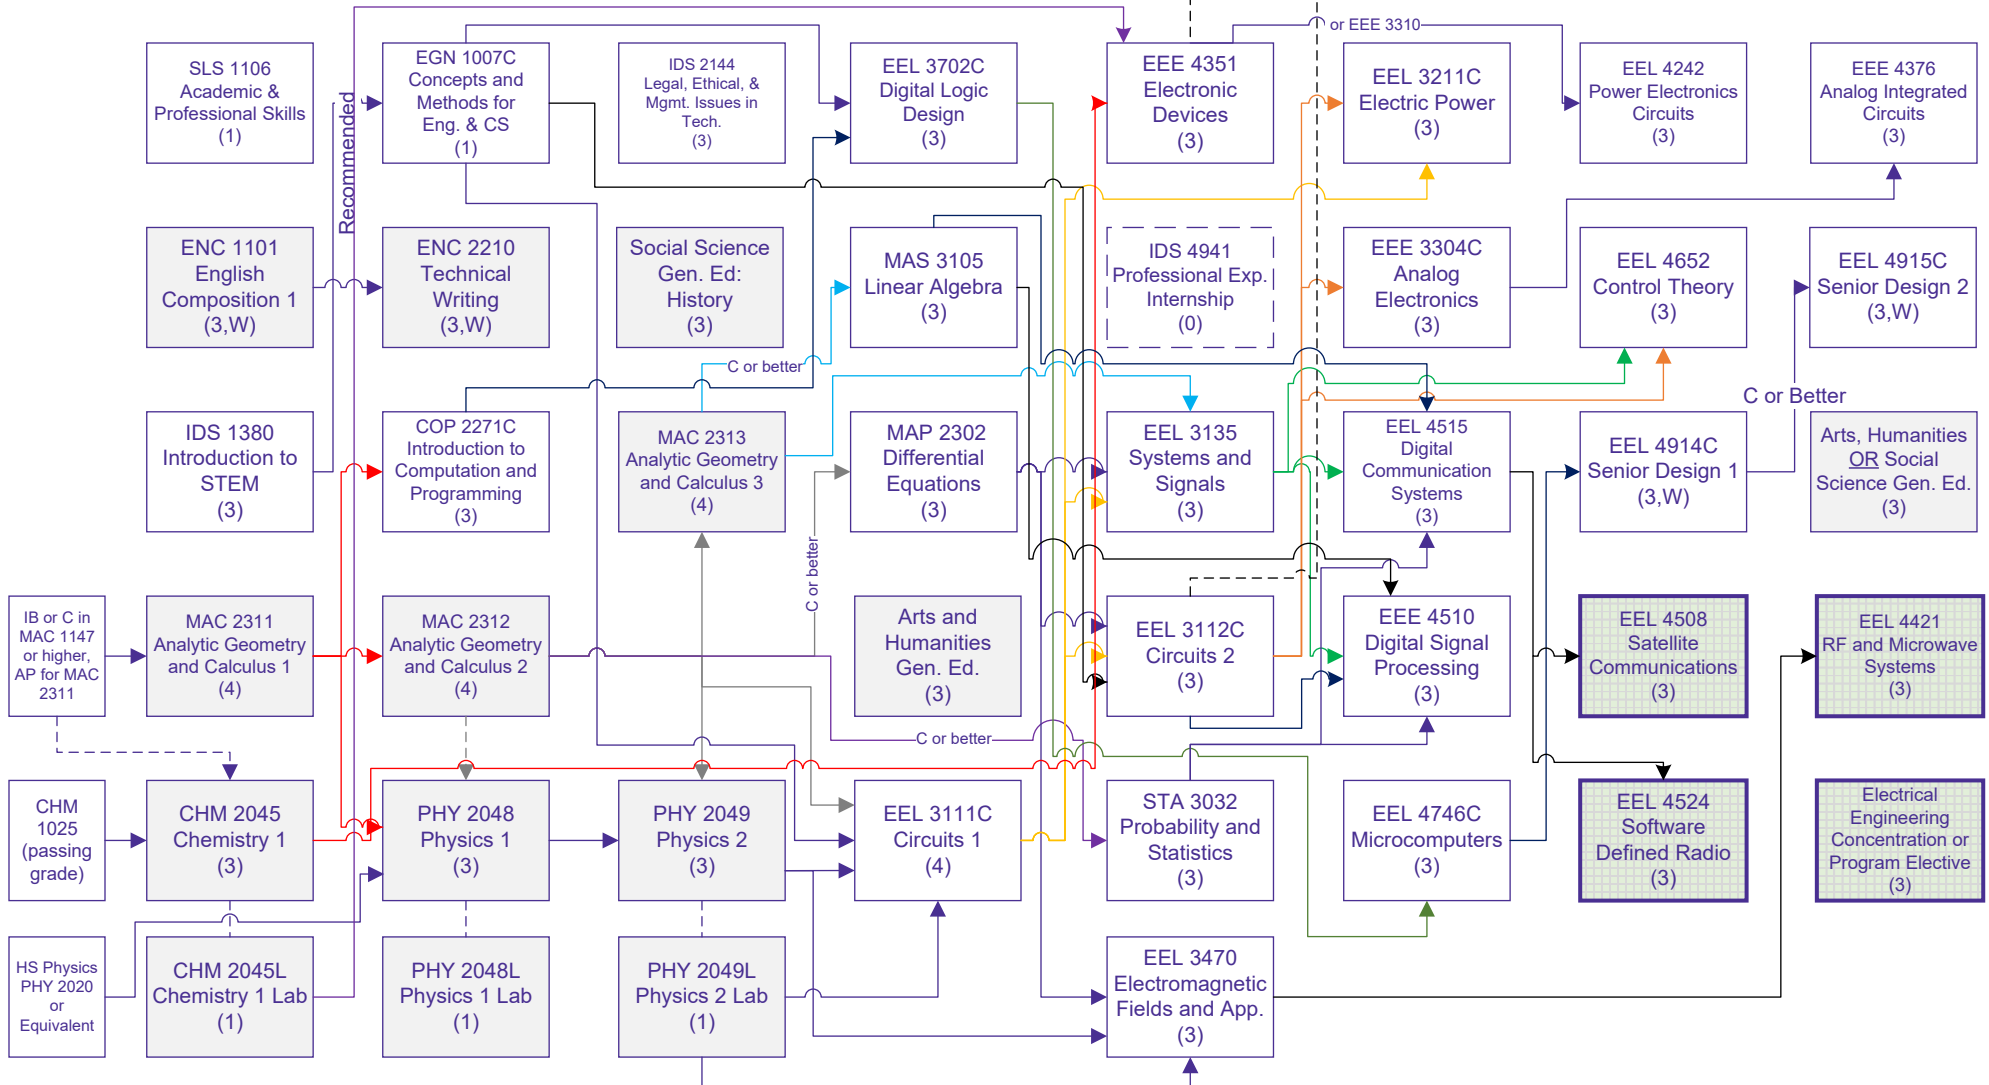 or EEE 3310
SLS 1106
Academic &
Professional Skills
(1)
EGN 1007C
Concepts and
Methods for
Eng. & CS
(1)
IDS 2144
Legal, Ethical, &
Mgmt. Issues in
Tech.
(3)
EEL 3702C
Digital Logic
Design
(3)
EEE 4351
Electronic
Devices
(3)
EEL 3211C
Electric Power
(3)
EEL 4242
Power Electronics
Circuits
(3)
EEE 4376
Analog Integrated
Circuits
(3)
Recommended
ENC 1101
English
Composition 1
(3,W)
ENC 2210
Technical
Writing
(3,W)
Social Science
Gen. Ed:
History
(3)
MAS 3105
Linear Algebra
(3)
IDS 4941
Professional Exp.
Internship
(0)
EEE 3304C
Analog
Electronics
(3)
EEL 4652
Control Theory
(3)
EEL 4915C
Senior Design 2
(3,W)
C or better
C or Better
IDS 1380
Introduction to
STEM
(3)
COP 2271C
Introduction to
Computation and
Programming
(3)
MAC 2313
Analytic Geometry
and Calculus 3
(4)
MAP 2302
Differential
Equations
(3)
EEL 3135
Systems and
Signals
(3)
EEL 4515
Digital
Communication
Systems
(3)
EEL 4914C
Senior Design 1
(3,W)
Arts, Humanities
OR Social
Science Gen. Ed.
(3)
C or better
IB or C in
MAC 1147
or higher,
AP for MAC
2311
MAC 2311
Analytic Geometry
and Calculus 1
(4)
MAC 2312
Analytic Geometry
and Calculus 2
(4)
Arts and
Humanities
Gen. Ed.
(3)
EEL 3112C
Circuits 2
(3)
EEE 4510
Digital Signal
Processing
(3)
EEL 4508
Satellite
Communications
(3)
EEL 4421
RF and Microwave
Systems
(3)
C or better
CHM
1025
(passing
grade)
CHM 2045
Chemistry 1
(3)
PHY 2048
Physics 1
(3)
PHY 2049
Physics 2
(3)
EEL 3111C
Circuits 1
(4)
STA 3032
Probability and
Statistics
(3)
EEL 4746C
Microcomputers
(3)
EEL 4524
Software
Defined Radio
(3)
Electrical
Engineering
Concentration or
Program Elective
(3)
HS Physics
PHY 2020
or
Equivalent
CHM 2045L
Chemistry 1 Lab
(1)
PHY 2048L
Physics 1 Lab
(1)
PHY 2049L
Physics 2 Lab
(1)
EEL 3470
Electromagnetic
Fields and App.
(3)